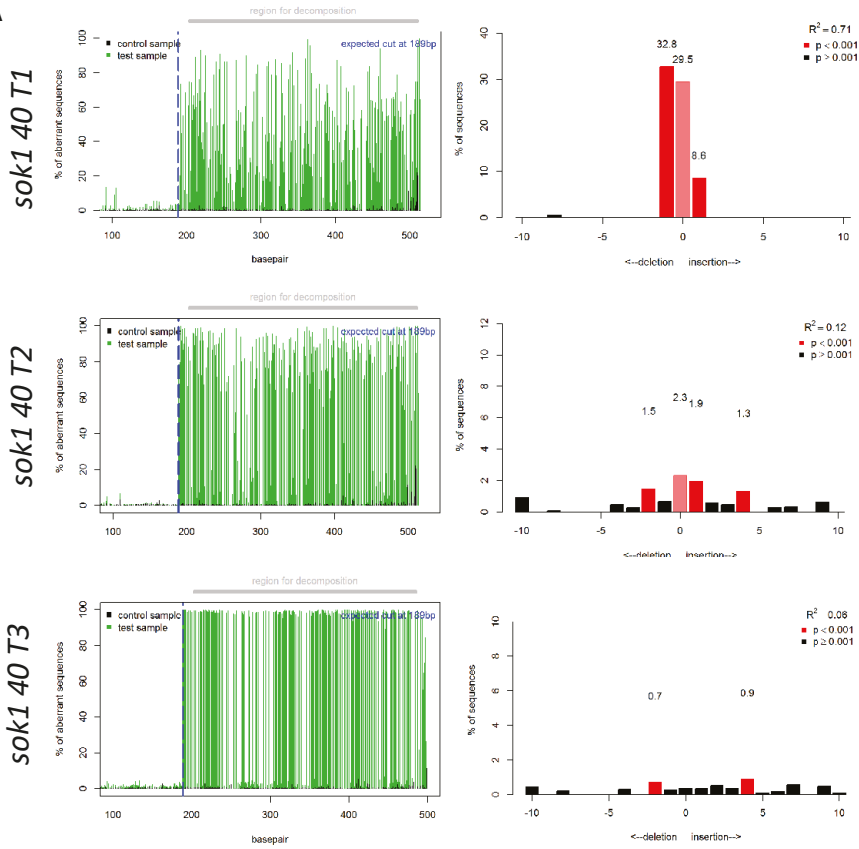 region for decomposition
sok1 40 T1
control sample
test sample
expected cut at 189bp
% of aberrant sequences
100
80
60
40
20
0
100 200 300 400 500
basepair
R² = 0.71
p < 0.001
p > 0.001
% of sequences
40
30
20
10
0
32.8
29.5
8.6
-10 -5 0 5 10
<--deletion insertion-->
region for decomposition
sok1 40 T2
control sample
test sample
expected cut at 189bp
% of aberrant sequences
100
80
60
40
20
0
100 200 300 400 500
R² = 0.12
p < 0.001
p > 0.001
% of sequences
12
10
8
6
4
2
0
1.5
2.3
1.9
1.3
-10 -5 0 5 10
<--deletion insertion-->
region for decomposition
sok1 40 T3
control sample
test sample
expected cut at 189bp
% of aberrant sequences
100
80
60
40
20
0
100 200 300 400 500
basepair
R² 0.06
p < 0.001
p ≥ 0.001
% of sequences
10
8
6
4
2
0
0.7
0.9
-10 -5 0 5 10
<--deletion insertion-->